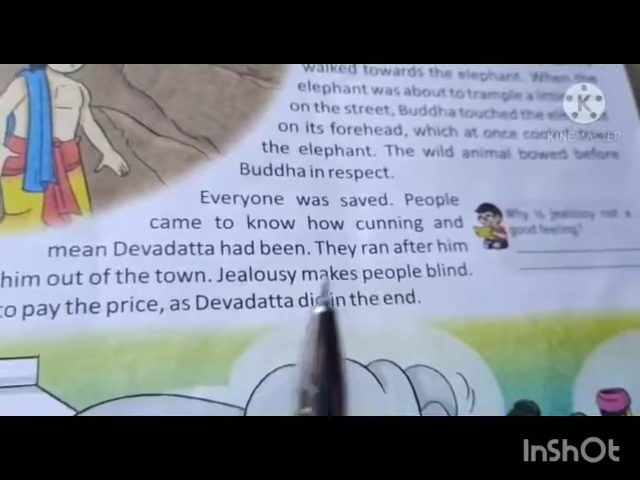 walked towards the elephant. When the
elephant was about to trample a
on the street, Buddha touched the
on its forehead, which at once
the elephant. The wild animal bowed before
Buddha in respect.
Everyone was saved. People
came to know how cunning and
mean Devadatta had been. They ran after him
him out of the town. Jealousy makes people blind.
to pay the price, as Devadatta did in the end.
Why is jealousy not a
good feeling?
K
KINEMASTER
InShOt